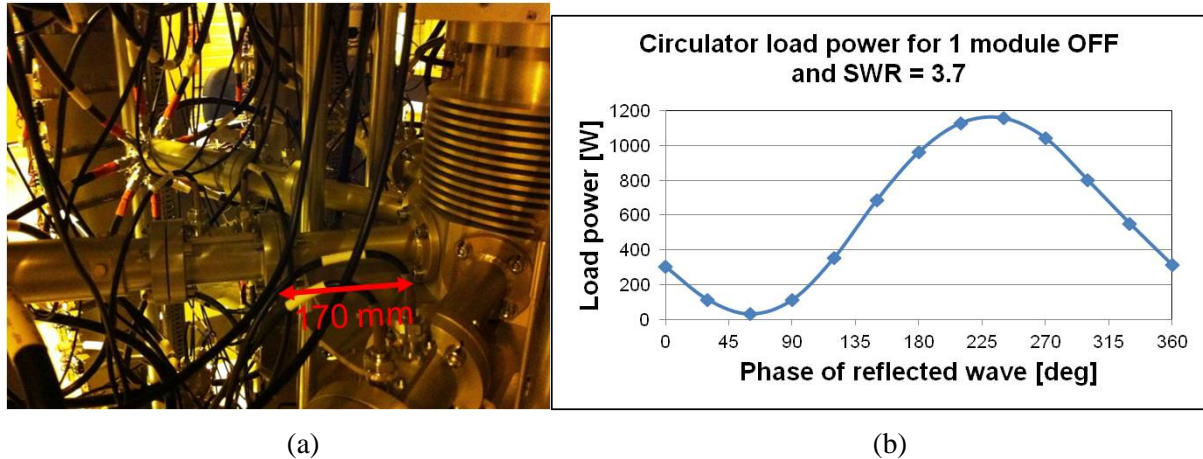 170 mm
Circulator load power for 1 module OFF
and SWR = 3.7
Load power [W]
1200
1000
800
600
400
200
0
0 45 90 135 180 225 270 315 360
Phase of reflected wave [deg]
(a) (b)